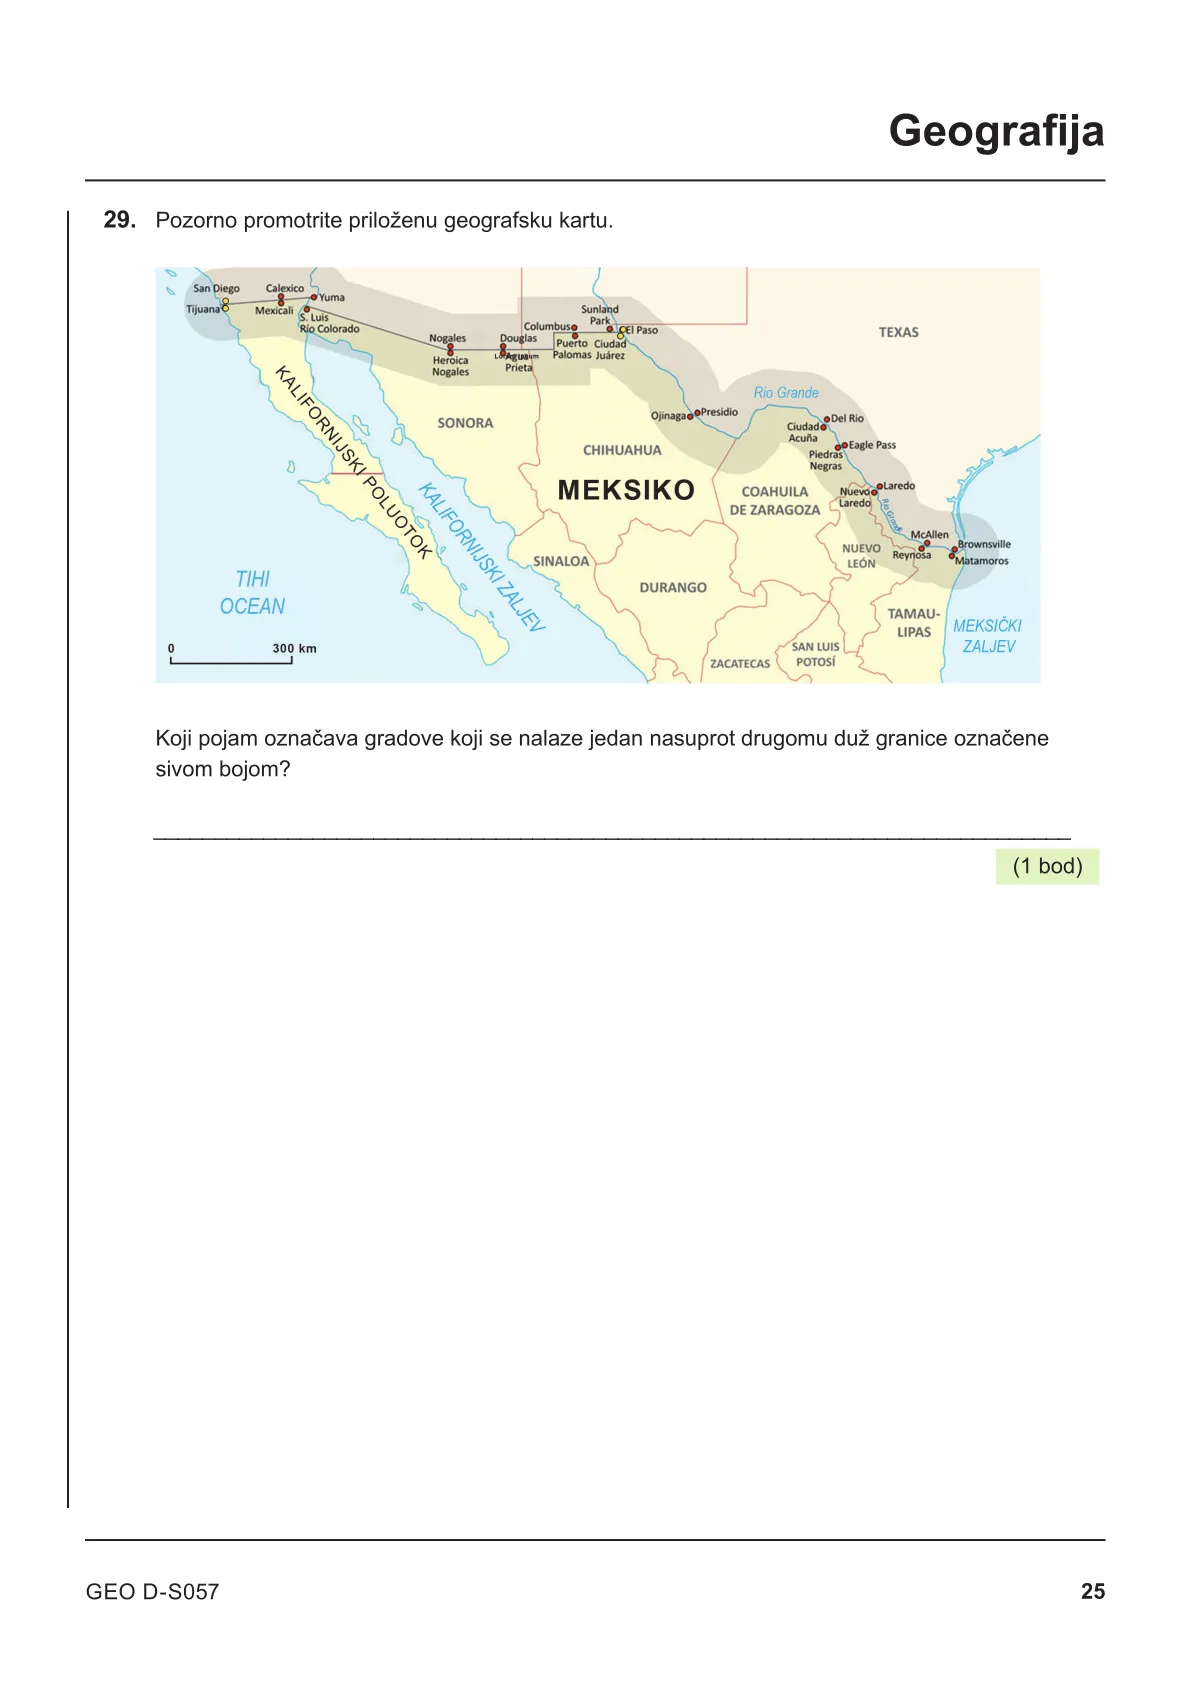 Geografija
29. Pozorno promotrite priloženu geografsku kartu.
San Diego
Tijuana
Calexico
Mexicali
Yuma
S. Luis
Río Colorado
Nogales
Heroica
Nogales
Douglas
Agua
Prieta
Columbus
Puerto
Palomas
Sunland
Park
El Paso
Ciudad
Juárez
TEXAS
Rio Grande
Ojinaga
Presidio
Del Rio
Ciudad
Acuña
Eagle Pass
Piedras
Negras
Laredo
Nuevo
Laredo
Rio Grande
McAllen
Reynosa
Brownsville
Matamoros
KALIFORNIJSKI POLUOTOK
KALIFORNIJSKI ZALJEV
SONORA
CHIHUAHUA
MEKSIKO
COAHUILA
DE ZARAGOZA
NUEVO
LEÓN
SINALOA
DURANGO
TAMAU-
LIPAS
ZACATECAS
SAN LUIS
POTOSÍ
TIHI
OCEAN
MEKSIČKI
ZALJEV
0 300 km
Koji pojam označava gradove koji se nalaze jedan nasuprot drugomu duž granice označene
sivom bojom?
(1 bod)
GEO D-S057
25